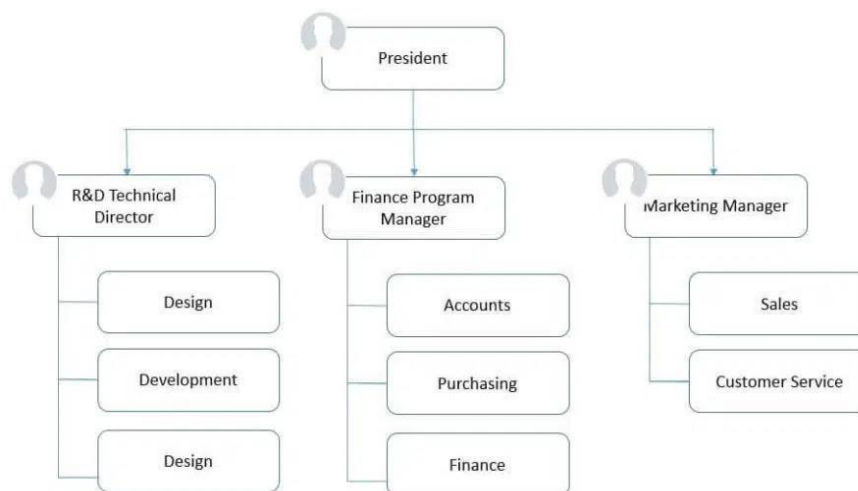 President
R&D Technical
Director
Finance Program
Manager
Marketing Manager
Design
Development
Design
Accounts
Purchasing
Finance
Sales
Customer Service